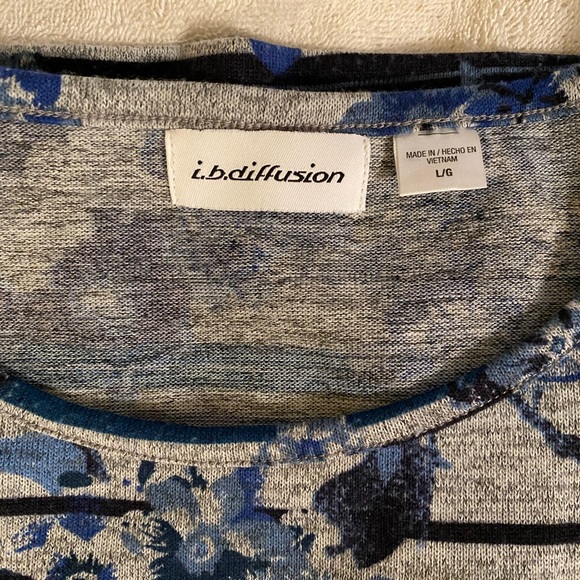 i.b.diffusion
MADE IN / HECHO EN
VIETNAM
L/G